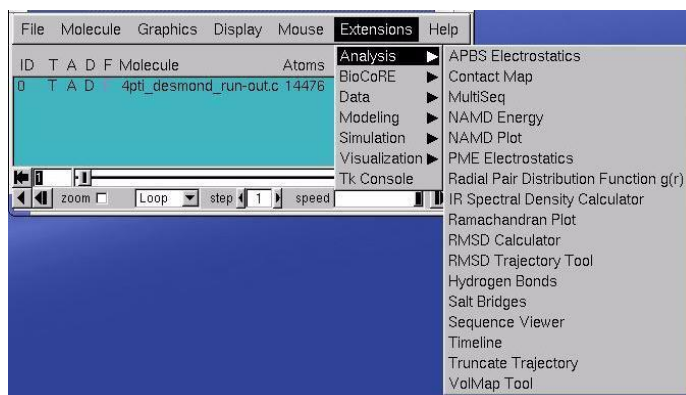 File Molecule Graphics Display Mouse Extensions Help
ID T A D F Molecule Atoms
0 T A D F 4pti_desmond_run-out.c 14476
1
zoom Loop step 1 speed
Analysis
BioCoRE
Data
Modeling
Simulation
Visualization
Tk Console
APBS Electrostatics
Contact Map
MultiSeq
NAMD Energy
NAMD Plot
PME Electrostatics
Radial Pair Distribution Function g(r)
IR Spectral Density Calculator
Ramachandran Plot
RMSD Calculator
RMSD Trajectory Tool
Hydrogen Bonds
Salt Bridges
Sequence Viewer
Timeline
Truncate Trajectory
VolMap Tool